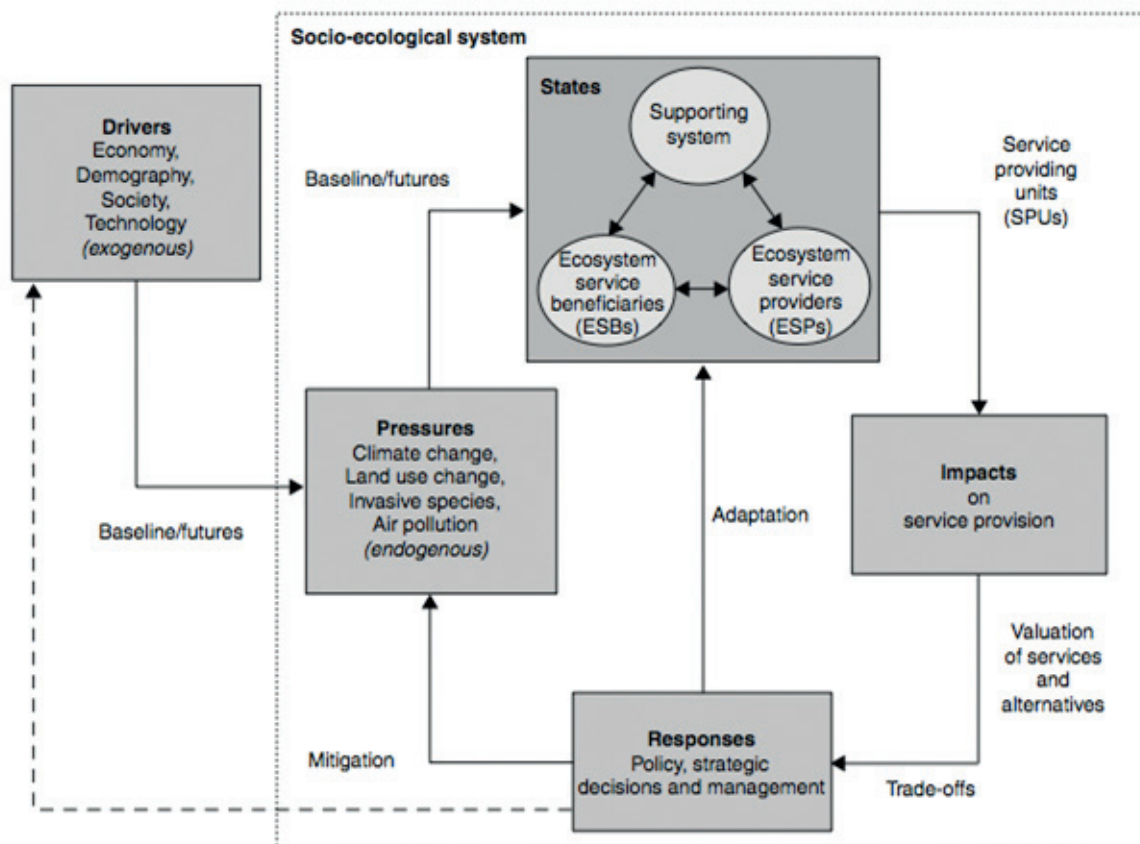 Socio-ecological system
States
Supporting
system
Ecosystem
service
beneficiaries
(ESBs)
Ecosystem
service
providers
(ESPs)
Drivers
Economy,
Demography,
Society,
Technology
(exogenous)
Baseline/futures
Service
providing
units
(SPUs)
Pressures
Climate change,
Land use change,
Invasive species,
Air pollution
(endogenous)
Baseline/futures
Adaptation
Impacts
on
service provision
Valuation
of services
and
alternatives
Mitigation
Responses
Policy, strategic
decisions and management
Trade-offs